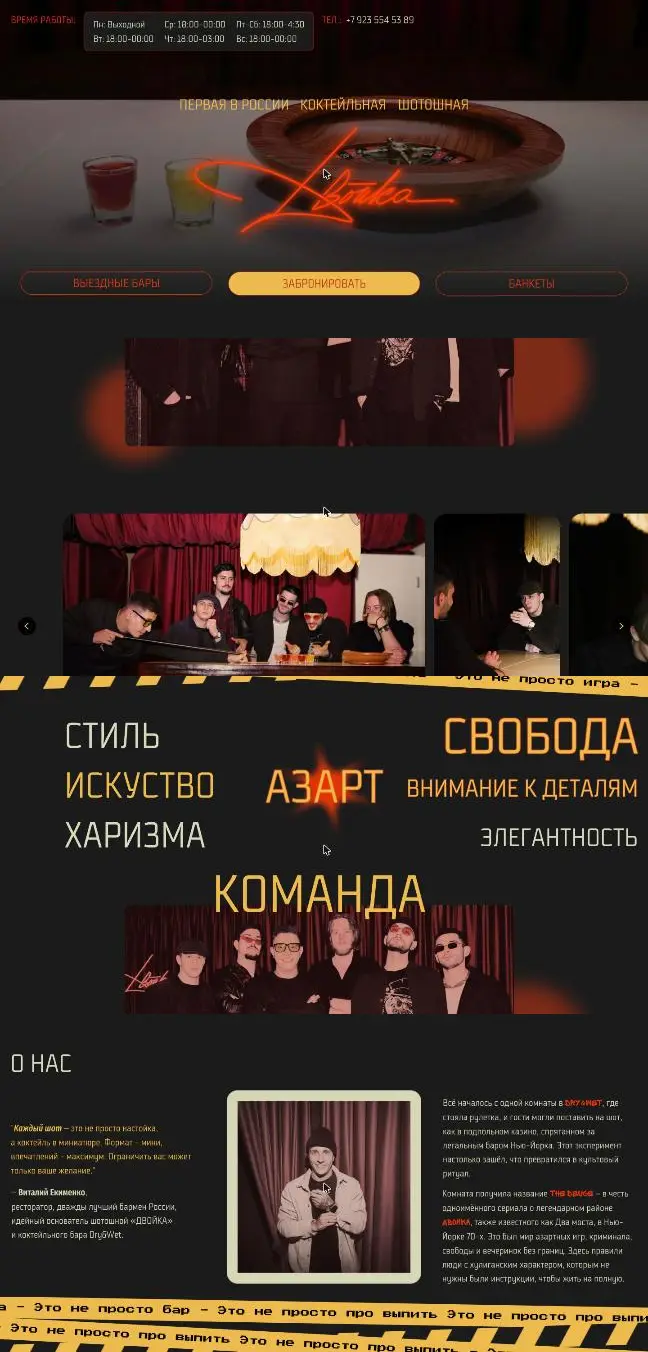 ВРЕМЯ РАБОТЫ:
Пн: Выходной Ср: 18:00-00:00 Пт-Сб: 18:00-4:30
Вт: 18:00-00:00 Чт: 18:00-03:00 Вс: 18:00-00:00
ТЕЛ.: +7 923 554 53 89
ПЕРВАЯ В РОССИИ КОКТЕЙЛЬНАЯ ШОТОШНАЯ
Двойка
ВЫЕЗДНЫЕ БАРЫ
ЗАБРОНИРОВАТЬ
БАНКЕТЫ
Это не просто игра -
СТИЛЬ
ИСКУССТВО
ХАРИЗМА
АЗАРТ
СВОБОДА
ВНИМАНИЕ К ДЕТАЛЯМ
ЭЛЕГАНТНОСТЬ
КОМАНДА
Двойка
О НАС
"Каждый шот – это не просто настойка,
а коктейль в миниатюре. Формат – мини,
впечатлений – максимум. Ограничить вас может
только ваше желание."
– Виталий Екименко,
ресторатор, дважды лучший бармен России,
идейный основатель шотошной «ДВОЙКА»
и коктейльного бара Dry&Wet.
Всё началось с одной комнаты в DRY&WET, где
стояла рулетка, и гости могли поставить на шот,
как в подпольном казино, спрятанном за
легальным баром Нью-Йорка. Этот эксперимент
настолько зашёл, что превратился в культовый
ритуал.
Комната получила название THE DEUCE – в честь
одноимённого сериала о легендарном районе
ДВОЙКА, также известного как Два моста, в Нью-
Йорке 70-х. Это был мир азартных игр, криминала,
свободы и вечеринок без границ. Здесь правили
люди с хулиганским характером, которым не
нужны были инструкции, чтобы жить на полную.
а - Это не просто бар - Это не просто про выпить Это не просто про выпи
Это не просто про выпить Это не просто про выпить